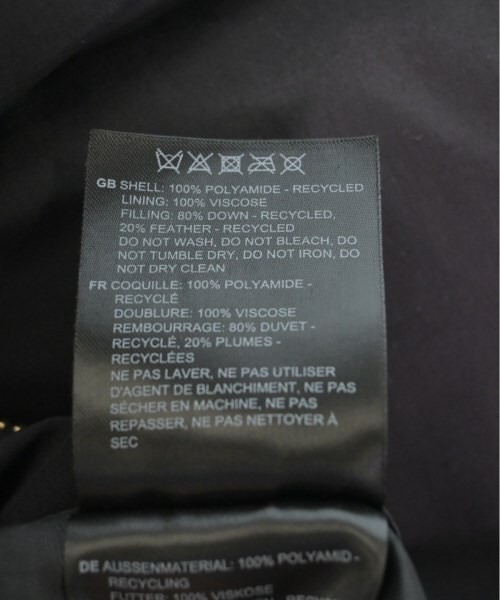 GB SHELL: 100% POLYAMIDE - RECYCLED
LINING: 100% VISCOSE
FILLING: 80% DOWN - RECYCLED,
20% FEATHER - RECYCLED
DO NOT WASH, DO NOT BLEACH, DO
NOT TUMBLE DRY, DO NOT IRON, DO
NOT DRY CLEAN
FR COQUILLE: 100% POLYAMIDE -
RECYCLÉ
DOUBLURE: 100% VISCOSE
REMBOURRAGE: 80% DUVET -
RECYCLÉ, 20% PLUMES -
RECYCLÉES
NE PAS LAVER, NE PAS UTILISER
D'AGENT DE BLANCHIMENT, NE PAS
SÉCHER EN MACHINE, NE PAS
REPASSER, NE PAS NETTOYER À
SEC
DE AUSSENMATERIAL: 100% POLYAMID -
RECYCLING
FUTTER: 100% VISKOSE